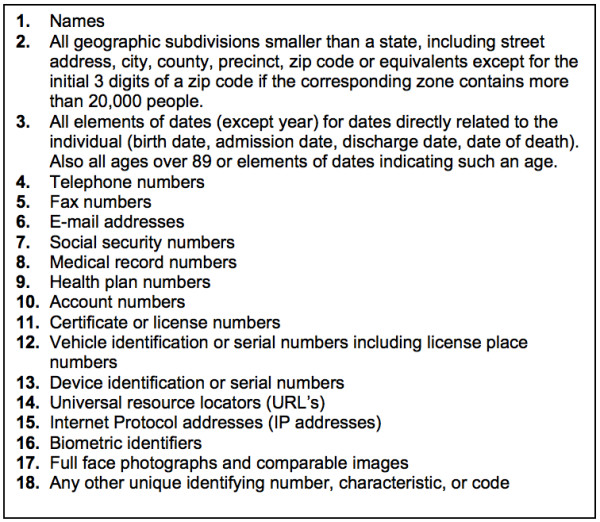 1. Names
2. All geographic subdivisions smaller than a state, including street
address, city, county, precinct, zip code or equivalents except for the
initial 3 digits of a zip code if the corresponding zone contains more
than 20,000 people.
3. All elements of dates (except year) for dates directly related to the
individual (birth date, admission date, discharge date, date of death).
Also all ages over 89 or elements of dates indicating such an age.
4. Telephone numbers
5. Fax numbers
6. E-mail addresses
7. Social security numbers
8. Medical record numbers
9. Health plan numbers
10. Account numbers
11. Certificate or license numbers
12. Vehicle identification or serial numbers including license place
numbers
13. Device identification or serial numbers
14. Universal resource locators (URL's)
15. Internet Protocol addresses (IP addresses)
16. Biometric identifiers
17. Full face photographs and comparable images
18. Any other unique identifying number, characteristic, or code